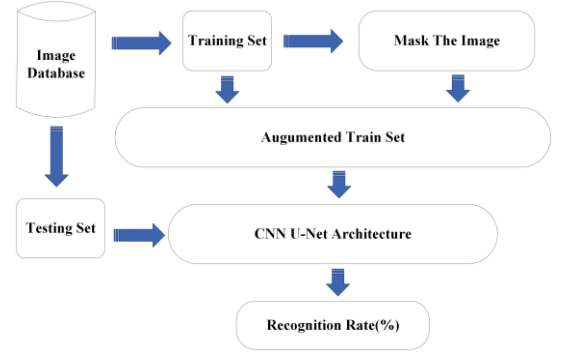 Image
Database
Training Set
Mask The Image
Augumented Train Set
Testing Set
CNN U-Net Architecture
Recognition Rate(%)